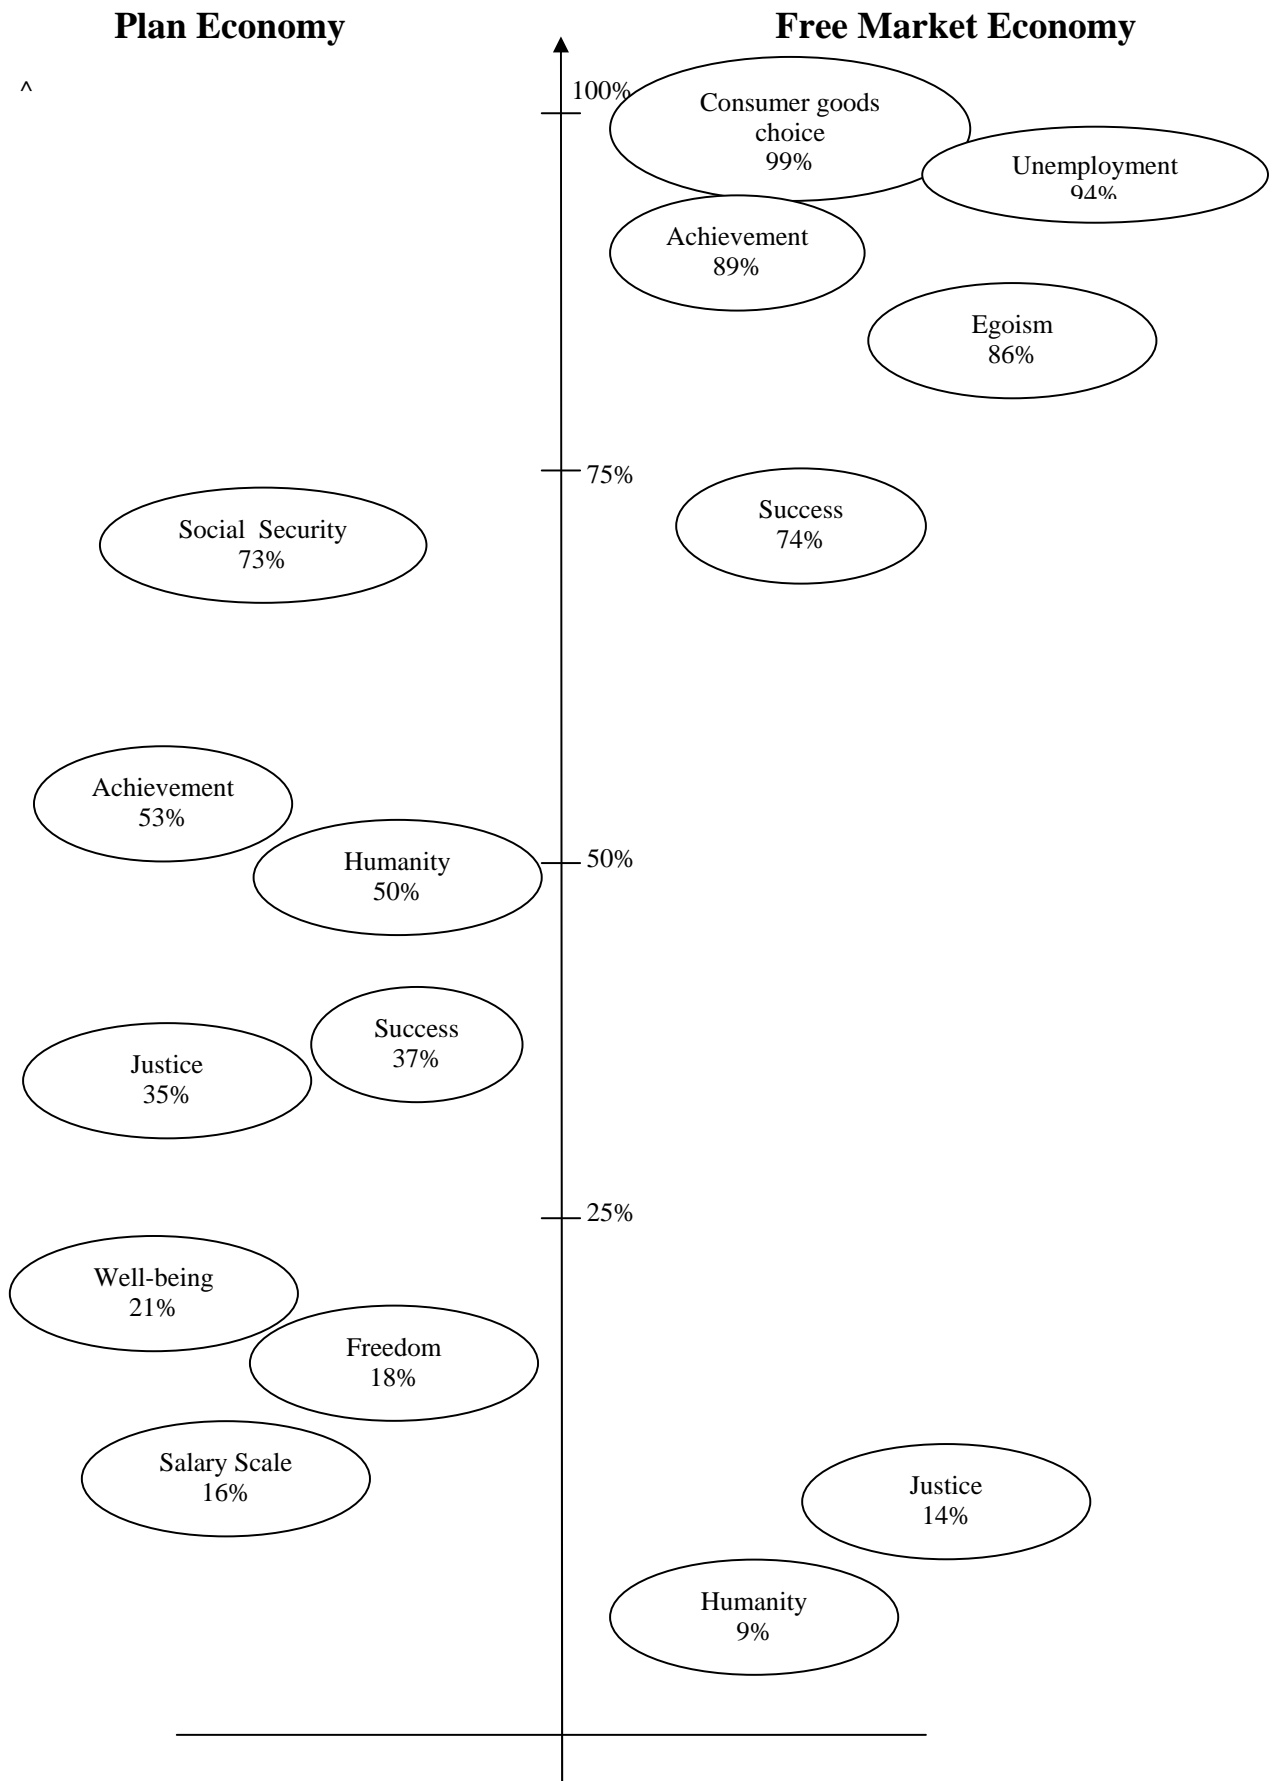 Plan Economy
Free Market Economy
^
100%
Consumer goods
choice
99%
Unemployment
94%
Achievement
89%
Egoism
86%
75%
Success
74%
Social  Security
73%
Achievement
53%
Humanity
50%
50%
Success
37%
Justice
35%
25%
Well-being
21%
Freedom
18%
Salary Scale
16%
Justice
14%
Humanity
9%